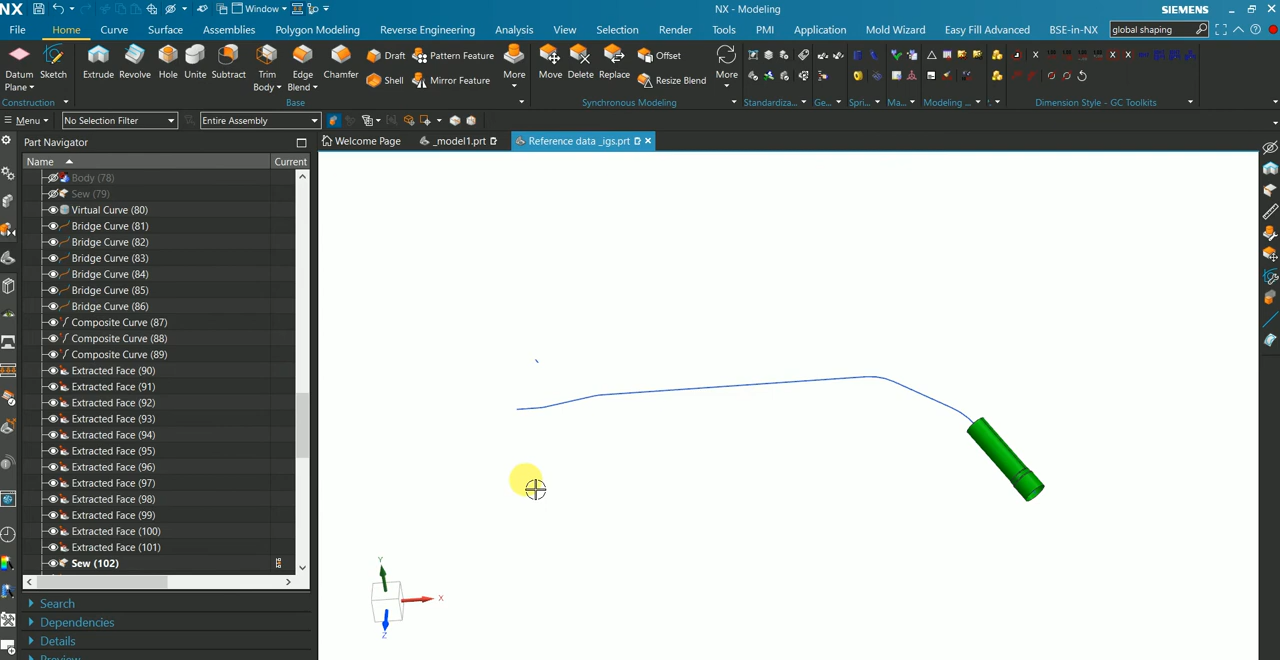 NX Window NX - Modeling SIEMENS
File Home Curve Surface Assemblies Polygon Modeling Reverse Engineering Analysis View Selection Render Tools PMI Application Mold Wizard Easy Fill Advanced BSE-in-NX global shaping
Draft Pattern Feature Offset
Datum Plane Sketch Extrude Revolve Hole Unite Subtract Trim Body Edge Blend Chamfer Shell Mirror Feature More Move Delete Replace Resize Blend More
Construction Base Synchronous Modeling Standardiza... Ge... Spri... Ma... Modeling ... Dimension Style - GC Toolkits
Menu No Selection Filter Entire Assembly
Part Navigator Welcome Page _model1.prt Reference data _igs.prt
Name Current
Body (78)
Sew (79)
Virtual Curve (80)
Bridge Curve (81)
Bridge Curve (82)
Bridge Curve (83)
Bridge Curve (84)
Bridge Curve (85)
Bridge Curve (86)
Composite Curve (87)
Composite Curve (88)
Composite Curve (89)
Extracted Face (90)
Extracted Face (91)
Extracted Face (92)
Extracted Face (93)
Extracted Face (94)
Extracted Face (95)
Extracted Face (96)
Extracted Face (97)
Extracted Face (98)
Extracted Face (99)
Extracted Face (100)
Extracted Face (101)
Sew (102)
Y
X
Z
Search
Dependencies
Details
Preview